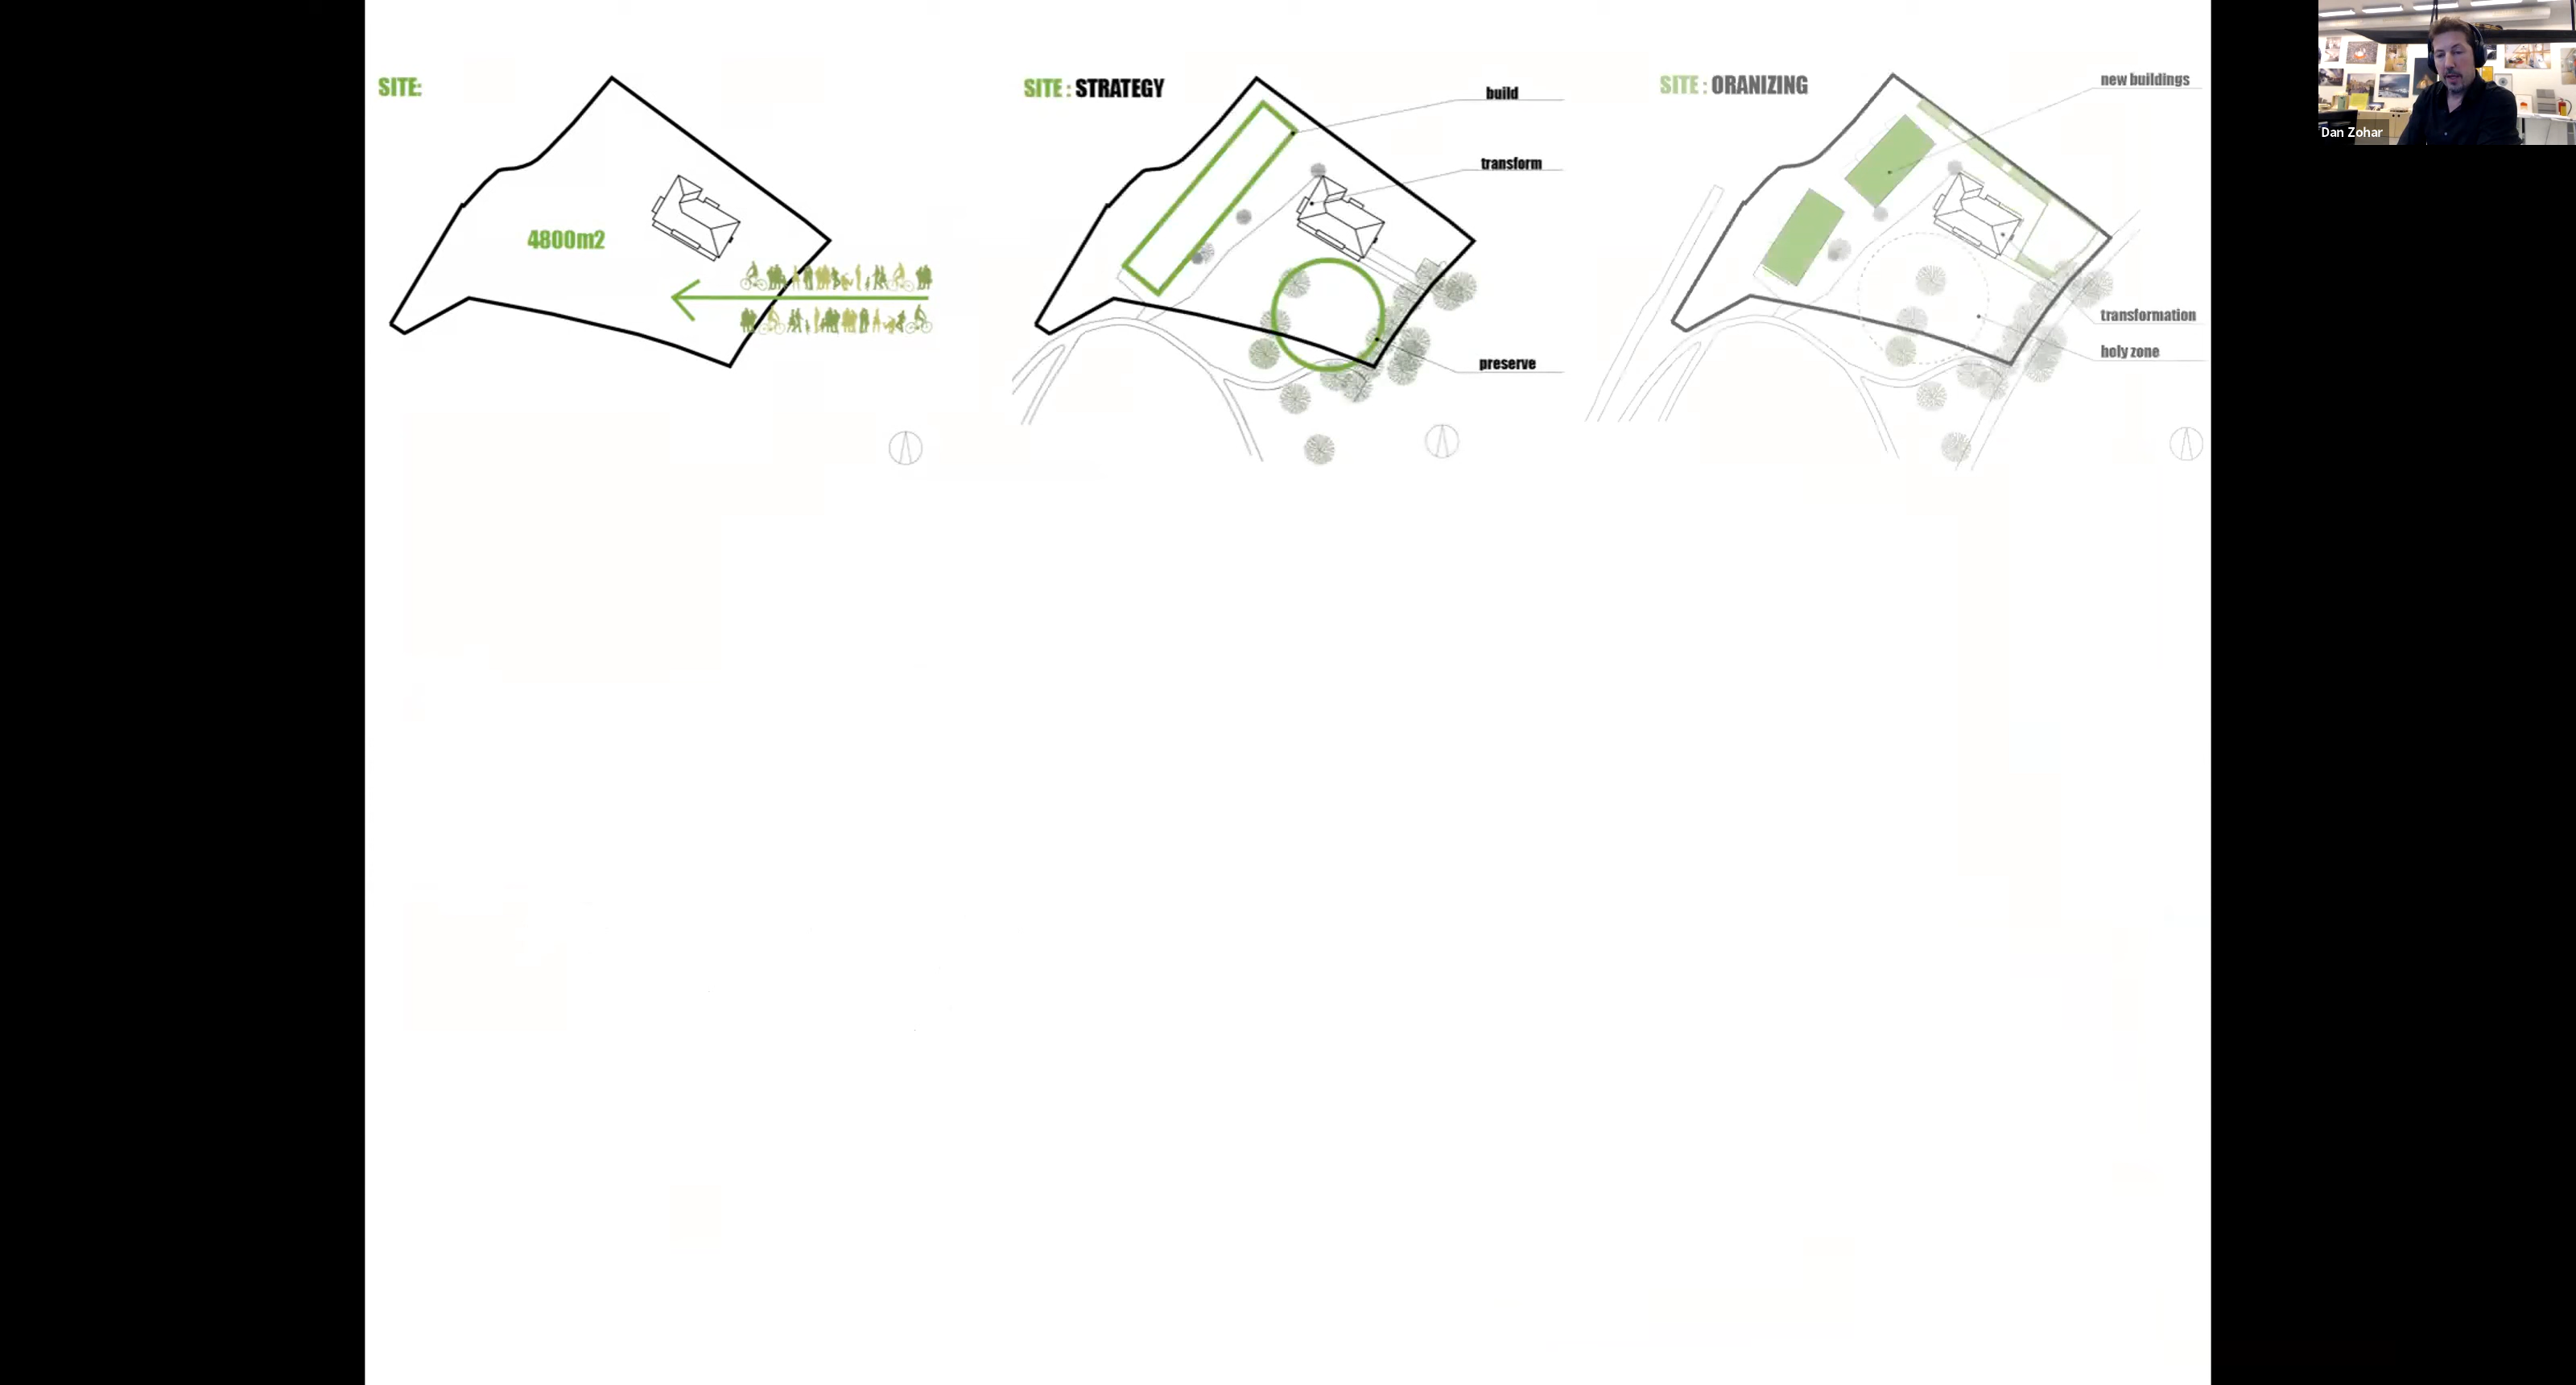 SITE:
4800m2
SITE : STRATEGY
build
transform
preserve
SITE : ORANIZING
new buildings
transformation
holy zone
Dan Zohar